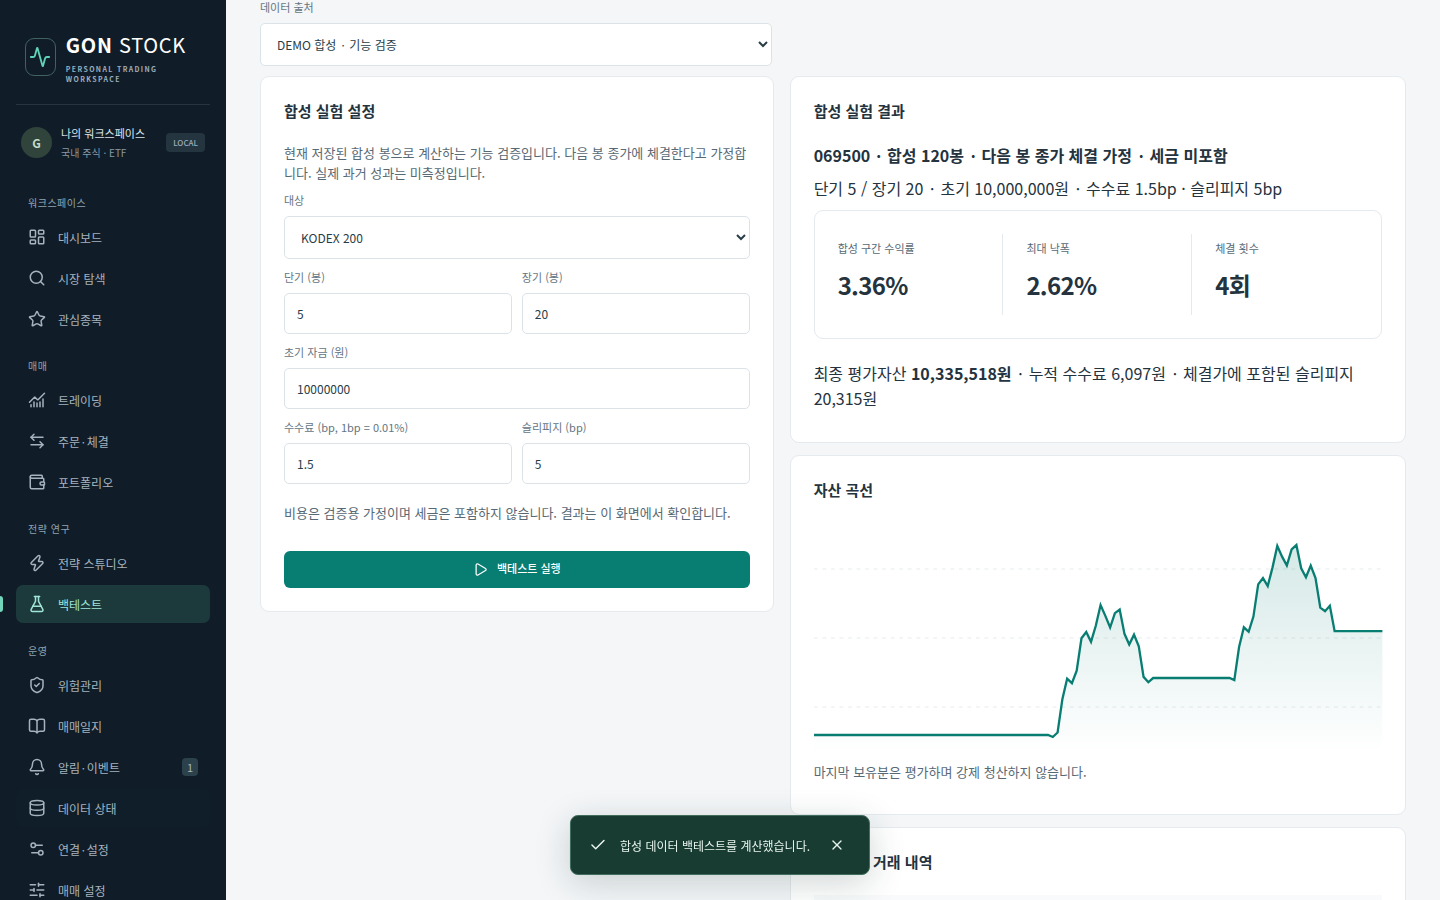 GON STOCK
PERSONAL TRADING
WORKSPACE
G
나의 워크스페이스
국내 주식 · ETF
LOCAL
워크스페이스
대시보드
시장 탐색
관심종목
매매
트레이딩
주문·체결
포트폴리오
전략 연구
전략 스튜디오
백테스트
운영
위험관리
매매일지
알림·이벤트
1
데이터 상태
연결·설정
매매 설정
데이터 출처
DEMO 합성 · 기능 검증
합성 실험 설정
현재 저장된 합성 봉으로 계산하는 기능 검증입니다. 다음 봉 종가에 체결한다고 가정합
니다. 실제 과거 성과는 미측정입니다.
대상
KODEX 200
단기 (봉)
장기 (봉)
5
20
초기 자금 (원)
10000000
수수료 (bp, 1bp = 0.01%)
슬리피지 (bp)
1.5
5
비용은 검증용 가정이며 세금은 포함하지 않습니다. 결과는 이 화면에서 확인합니다.
백테스트 실행
합성 실험 결과
069500 · 합성 120봉 · 다음 봉 종가 체결 가정 · 세금 미포함
단기 5 / 장기 20 · 초기 10,000,000원 · 수수료 1.5bp · 슬리피지 5bp
합성 구간 수익률
최대 낙폭
체결 횟수
3.36%
2.62%
4회
최종 평가자산 10,335,518원 · 누적 수수료 6,097원 · 체결가에 포함된 슬리피지
20,315원
자산 곡선
마지막 보유분은 평가하며 강제 청산하지 않습니다.
합성 데이터 백테스트를 계산했습니다.
거래 내역